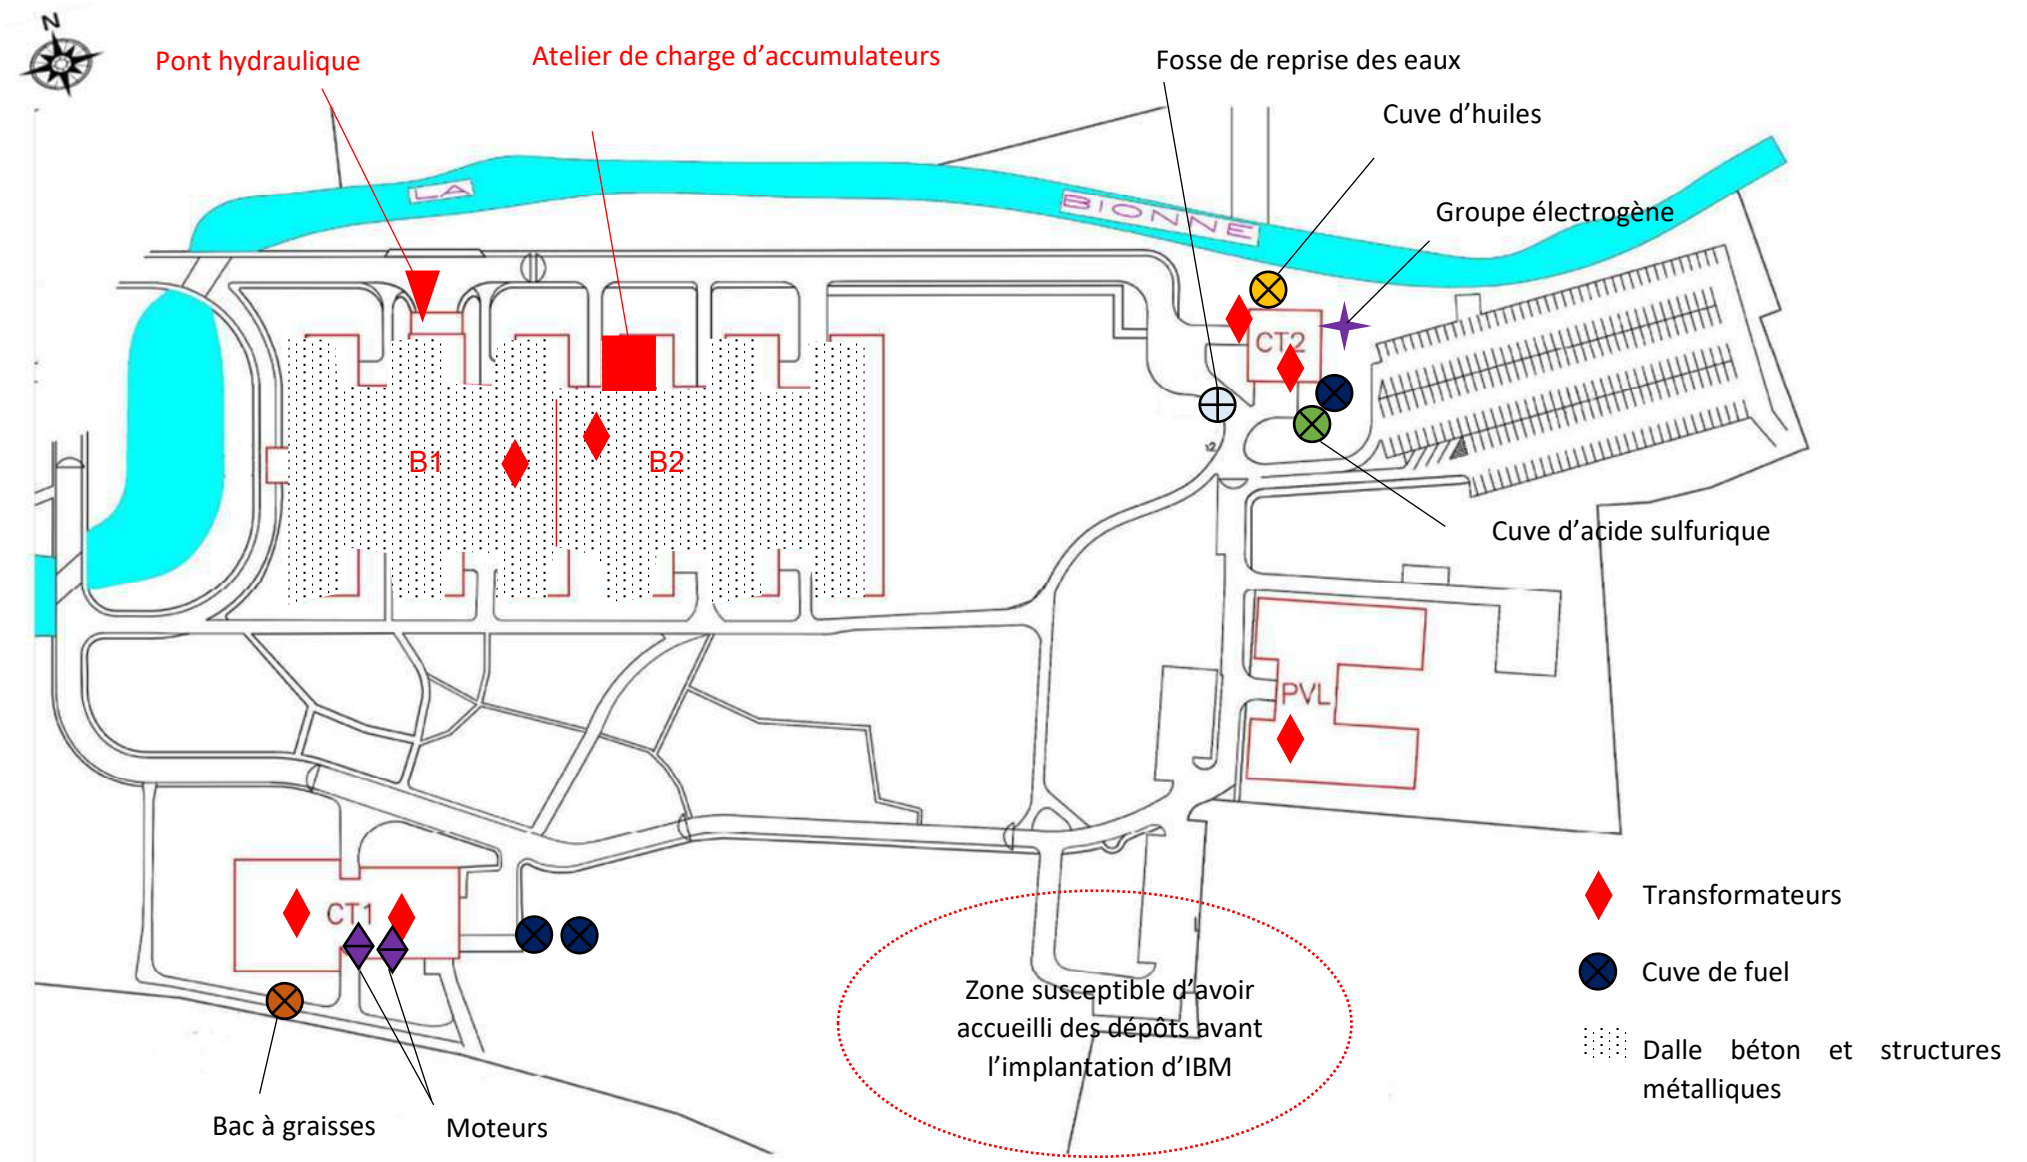 N
Pont hydraulique
Atelier de charge d’accumulateurs
Fosse de reprise des eaux
Cuve d’huiles
Groupe électrogène
LA
BIONNE
CT2
B1
B2
12
Cuve d’acide sulfurique
PVL
CT1
Transformateurs
Cuve de fuel
Zone susceptible d’avoir
accueilli des dépôts avant
l’implantation d’IBM
Dalle béton et structures
métalliques
Bac à graisses
Moteurs